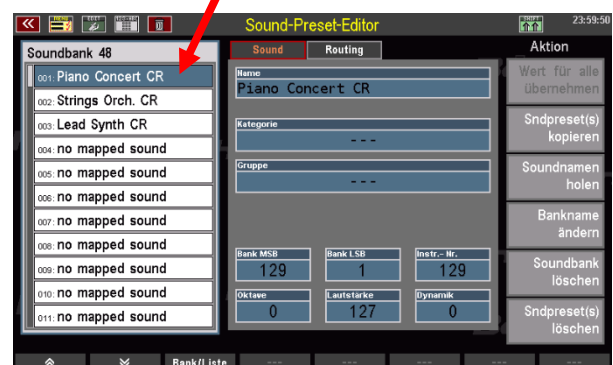 Sound-Preset-Editor
23:59:50
Soundbank 48
001: Piano Concert CR
002: Strings Orch. CR
003: Lead Synth CR
004: no mapped sound
005: no mapped sound
006: no mapped sound
007: no mapped sound
008: no mapped sound
009: no mapped sound
010: no mapped sound
011: no mapped sound
Sound
Routing
Name
Piano Concert CR
Kategorie
---
Gruppe
---
Bank MSB
129
Bank LSB
1
Instr.- Nr.
129
Oktave
0
Lautstärke
127
Dynamik
0
Aktion
Wert für alle
übernehmen
Sndpreset(s)
kopieren
Soundnamen
holen
Bankname
ändern
Soundbank
löschen
Sndpreset(s)
löschen
Bank/Liste
---
---
---
---
---